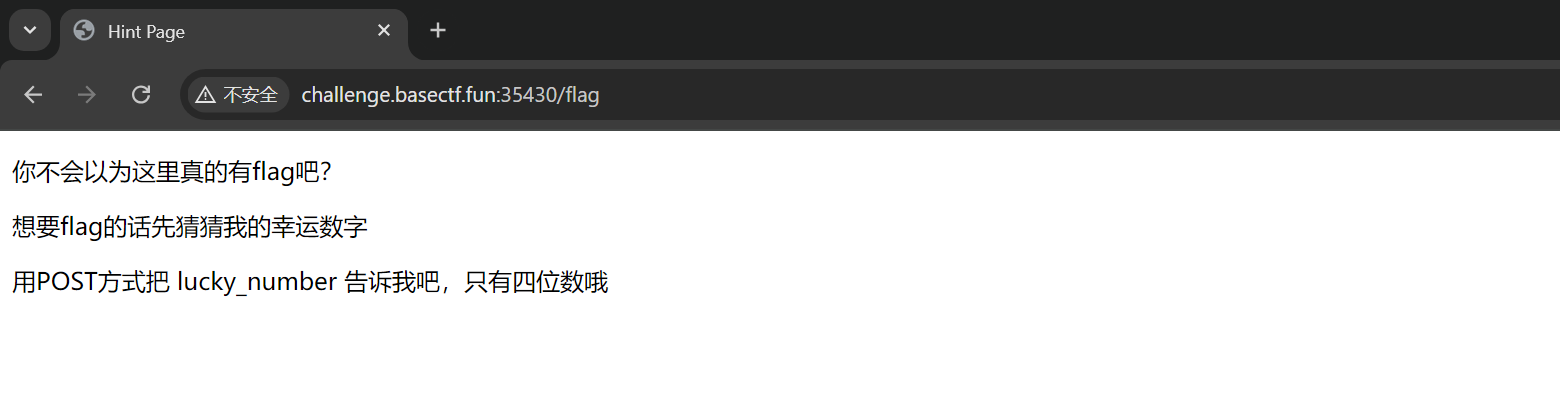 Hint Page
不安全 challenge.basectf.fun:35430/flag
你不会以为这里真的有flag吧？
想要flag的话先猜猜我的幸运数字
用POST方式把 lucky_number 告诉我吧，只有四位数哦